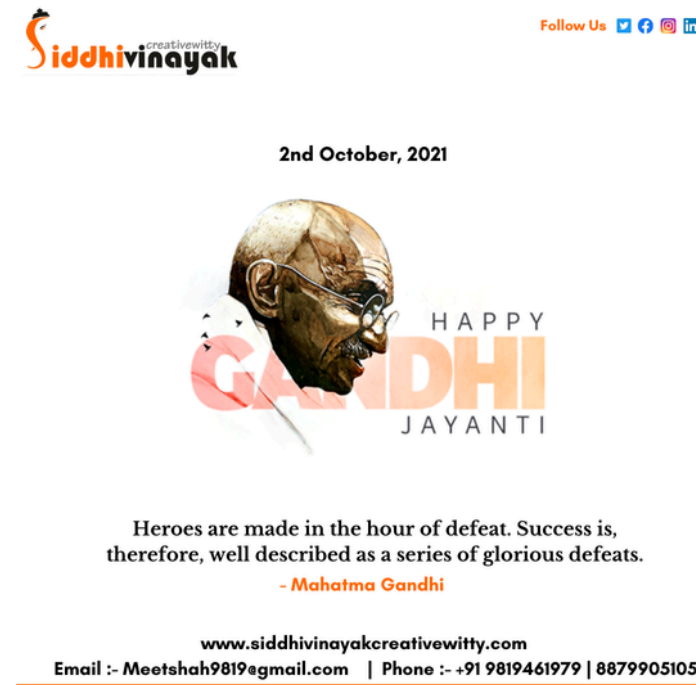 creativewitty
Siddhivinayak
Follow Us
2nd October, 2021
HAPPY
GANDHI
JAYANTI
Heroes are made in the hour of defeat. Success is,
therefore, well described as a series of glorious defeats.
- Mahatma Gandhi
www.siddhivinayakcreativewitty.com
Email :- Meetshah9819@gmail.com | Phone :- +91 9819461979 | 8879905105